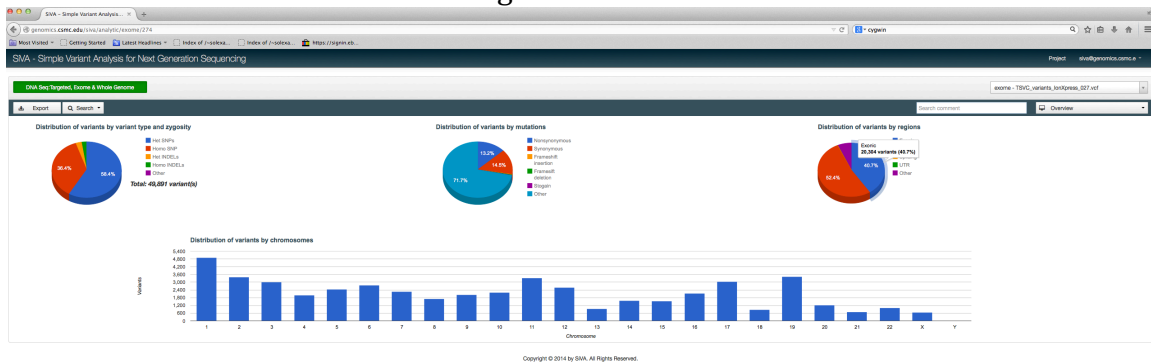 SiVA - Simple Variant Analysis...
genomics.csmc.edu/siva/analytic/exome/274
cygwin
Most Visited
Getting Started
Latest Headlines
Index of /~solexa...
Index of /~solexa...
https://signin.eb...
SiVA - Simple Variant Analysis for Next Generation Sequencing
Project
siva@genomics.csmc.e
DNA Seq:Targeted, Exome & Whole Genome
exome - TSVC_variants_IonXpress_027.vcf
Export
Search
Search comment
Overview
Distribution of variants by variant type and zygosity
36.4%
58.4%
Het SNPs
Homo SNP
Het INDELs
Homo INDELs
Other
Total: 49,891 variant(s)
Distribution of variants by mutations
13.2%
14.5%
71.7%
Nonsynonymous
Synonymous
Frameshift
insertion
Frameshift
deletion
Stogain
Other
Distribution of variants by regions
Exonic
20,304 variants (40.7%)
40.7%
52.4%
UTR
Other
Distribution of variants by chromosomes
Variants
5,400
4,800
4,200
3,600
3,000
2,400
1,800
1,200
600
0
1 2 3 4 5 6 7 8 9 10 11 12 13 14 15 16 17 18 19 20 21 22 X Y
Chromosome
Copyright © 2014 by SiVA. All Rights Reserved.